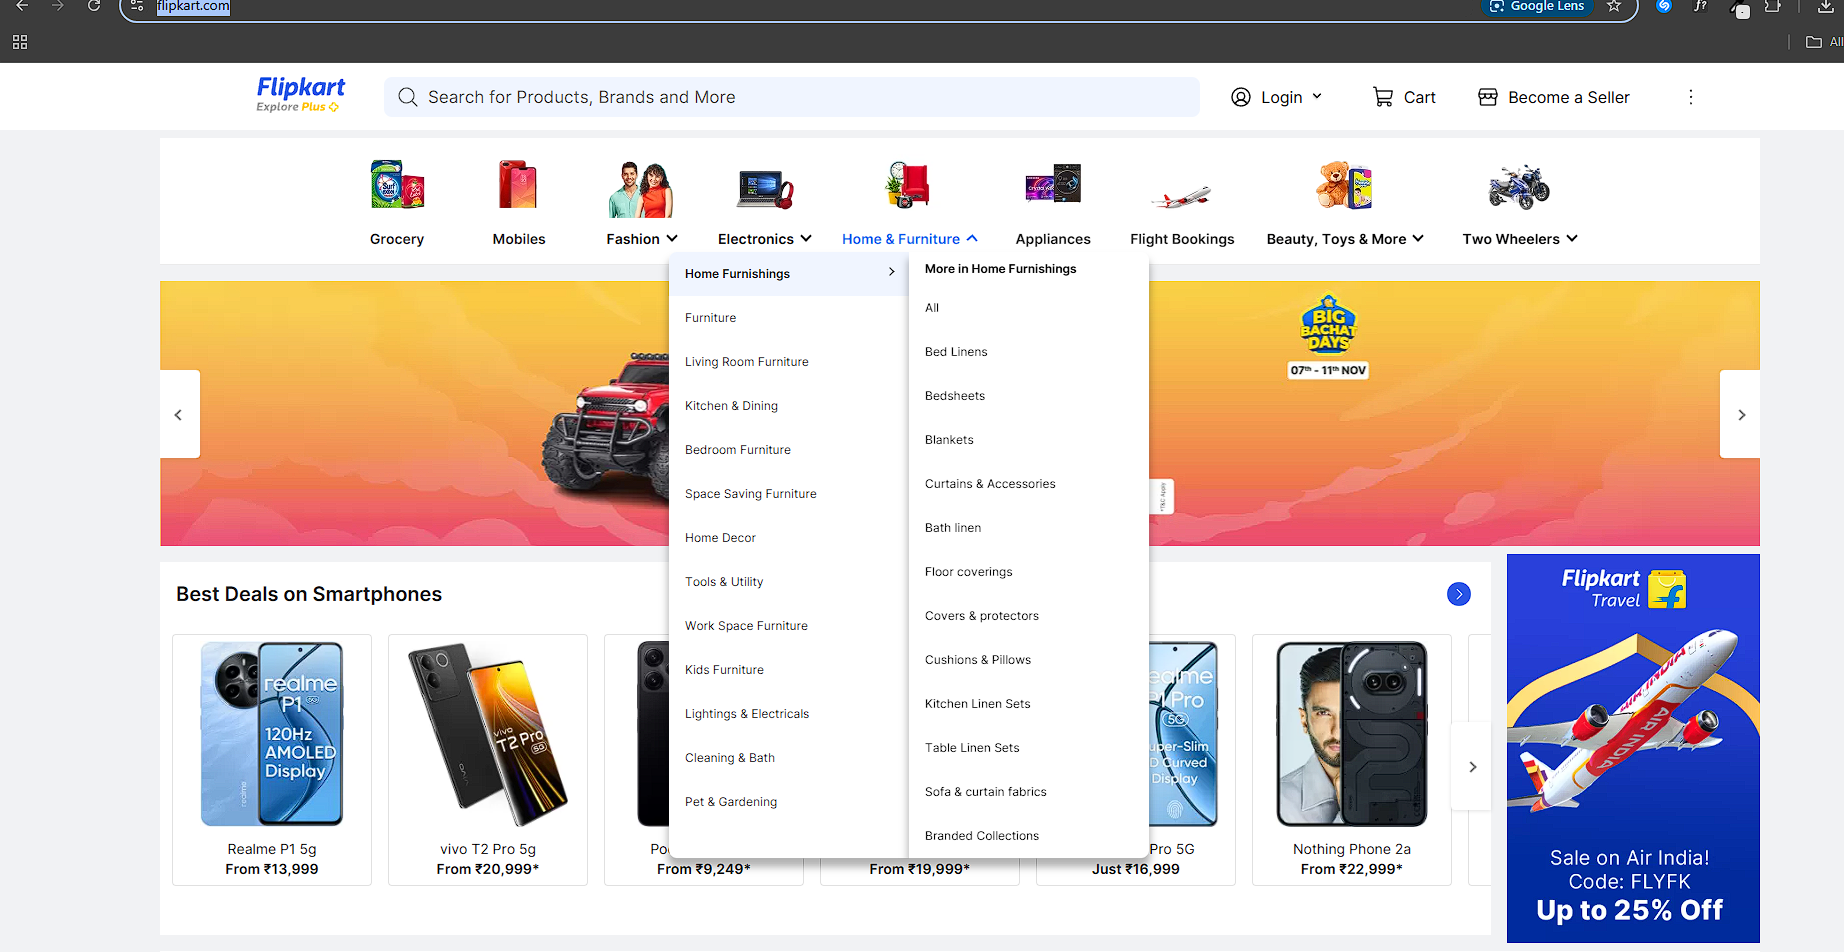 flipkart.com
Google Lens
All
Flipkart
Explore Plus
Search for Products, Brands and More
Login
Cart
Become a Seller
Surf excel
Grocery
Mobiles
Fashion
Electronics
Home & Furniture
Appliances
Flight Bookings
Beauty, Toys & More
Two Wheelers
Home Furnishings
Furniture
Living Room Furniture
Kitchen & Dining
Bedroom Furniture
Space Saving Furniture
Home Decor
Tools & Utility
Work Space Furniture
Kids Furniture
Lightings & Electricals
Cleaning & Bath
Pet & Gardening
More in Home Furnishings
All
Bed Linens
Bedsheets
Blankets
Curtains & Accessories
Bath linen
Floor coverings
Covers & protectors
Cushions & Pillows
Kitchen Linen Sets
Table Linen Sets
Sofa & curtain fabrics
Branded Collections
BIG
BACHAT
DAYS
07th - 11th NOV
*T&C Apply
Best Deals on Smartphones
realme
P1 5G
120Hz
AMOLED
Display
realme
Realme P1 5g
From ₹13,999
vivo
T2 Pro 5G
vivo
vivo T2 Pro 5g
From ₹20,999*
Po
From ₹9,249*
From ₹19,999*
ealme
P1 Pro
5G
uper-Slim
D Curved
Display
Pro 5G
Just ₹16,999
Nothing Phone 2a
From ₹22,999*
Flipkart
Travel
AIR INDIA
AIR INDIA
Sale on Air India!
Code: FLYFK
Up to 25% Off